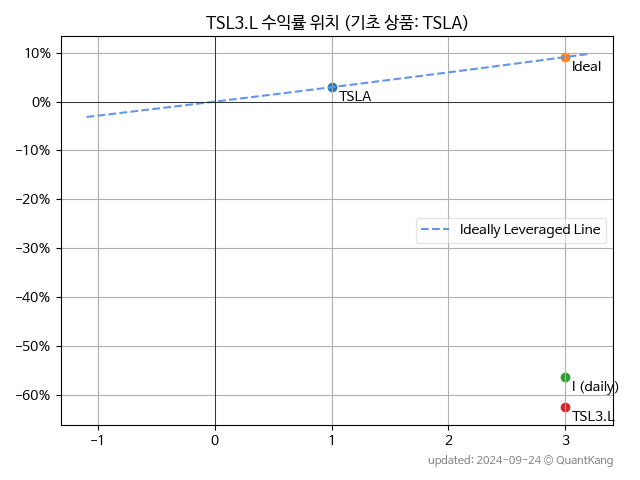 TSL3.L 수익률 위치 (기초 상품: TSLA)
10%
0%
−10%
−20%
−30%
−40%
−50%
−60%
Ideal
TSLA
Ideally Leveraged Line
I (daily)
TSL3.L
−1
0
1
2
3
updated: 2024-09-24 © QuantKang